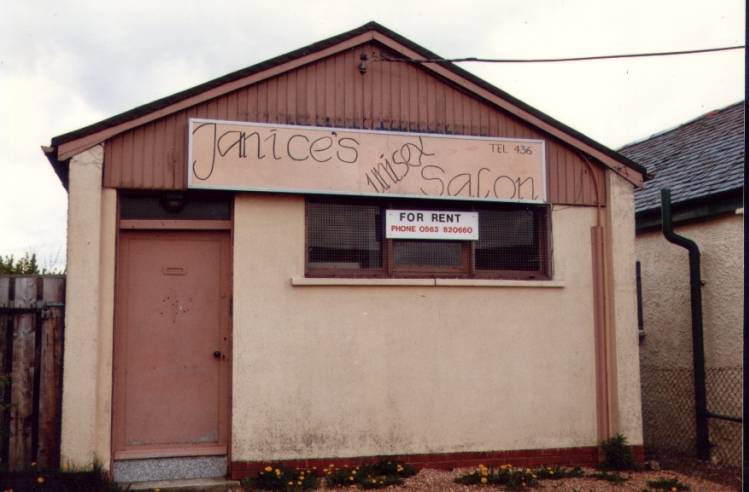 Janice's unisex Salon TEL 436
FOR RENT
PHONE 0563 820660